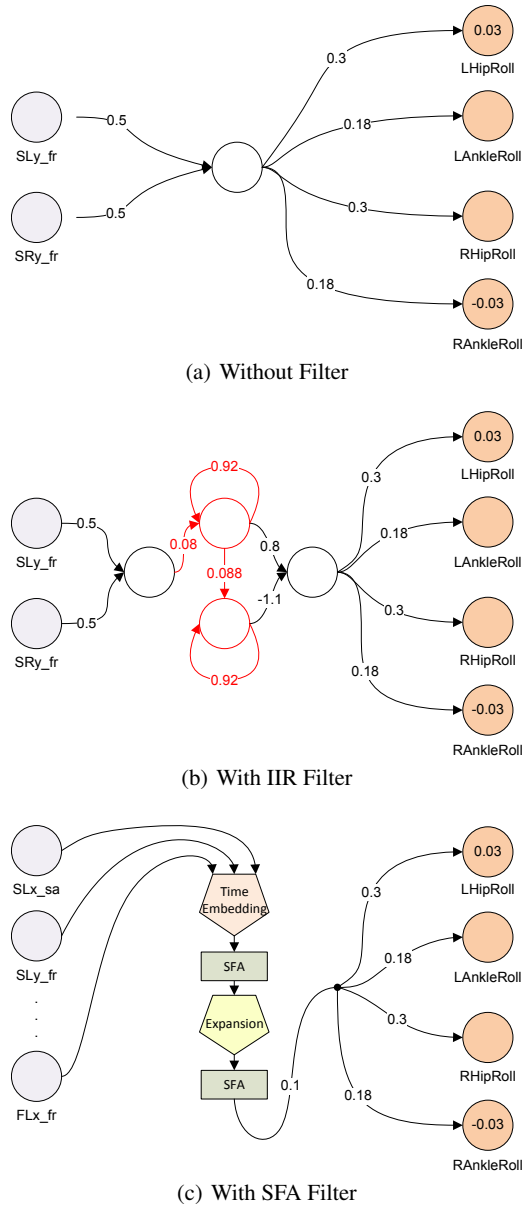 0.03
0.3
LHipRoll
0.5
SLy_fr
0.18
LAnkleRoll
0.5
SRy_fr
0.3
RHipRoll
0.18
-0.03
RAnkleRoll
(a) Without Filter
0.03
0.92
0.3
LHipRoll
0.5
SLy_fr
0.08
0.8
0.18
LAnkleRoll
0.088
-1.1
0.5
SRy_fr
0.3
RHipRoll
0.92
0.18
-0.03
RAnkleRoll
(b) With IIR Filter
SLx_sa
0.03
Time
Embedding
0.3
LHipRoll
SLy_fr
SFA
0.18
LAnkleRoll
.
.
.
.
Expansion
0.3
RHipRoll
FLx_fr
SFA
0.1
0.18
-0.03
RAnkleRoll
(c) With SFA Filter